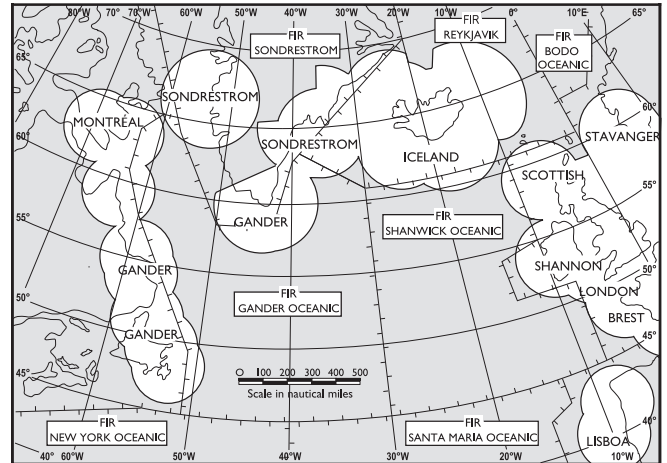 80°W 70°W 60°W 50°W 40°W 30°W 20°W 10°W 0° 10°E 65°
FIR
SONDRESTROM
FIR
REYKJAVIK
FIR
BODO
OCEANIC
65°
60°
SONDRESTROM
MONTRÉAL
STAVANGER
60°
SONDRESTROM
ICELAND
SCOTTISH
55°
55°
GANDER
FIR
SHANWICK OCEANIC
GANDER
SHANNON
50°
LONDON
50°
FIR
GANDER OCEANIC
BREST
GANDER
45°
45°
O 100 200 300 400 500
Scale in nautical miles
40°
FIR
NEW YORK OCEANIC
FIR
SANTA MARIA OCEANIC
LISBOA
40° 60°W 50°W 40°W 30°W 20°W 10°W